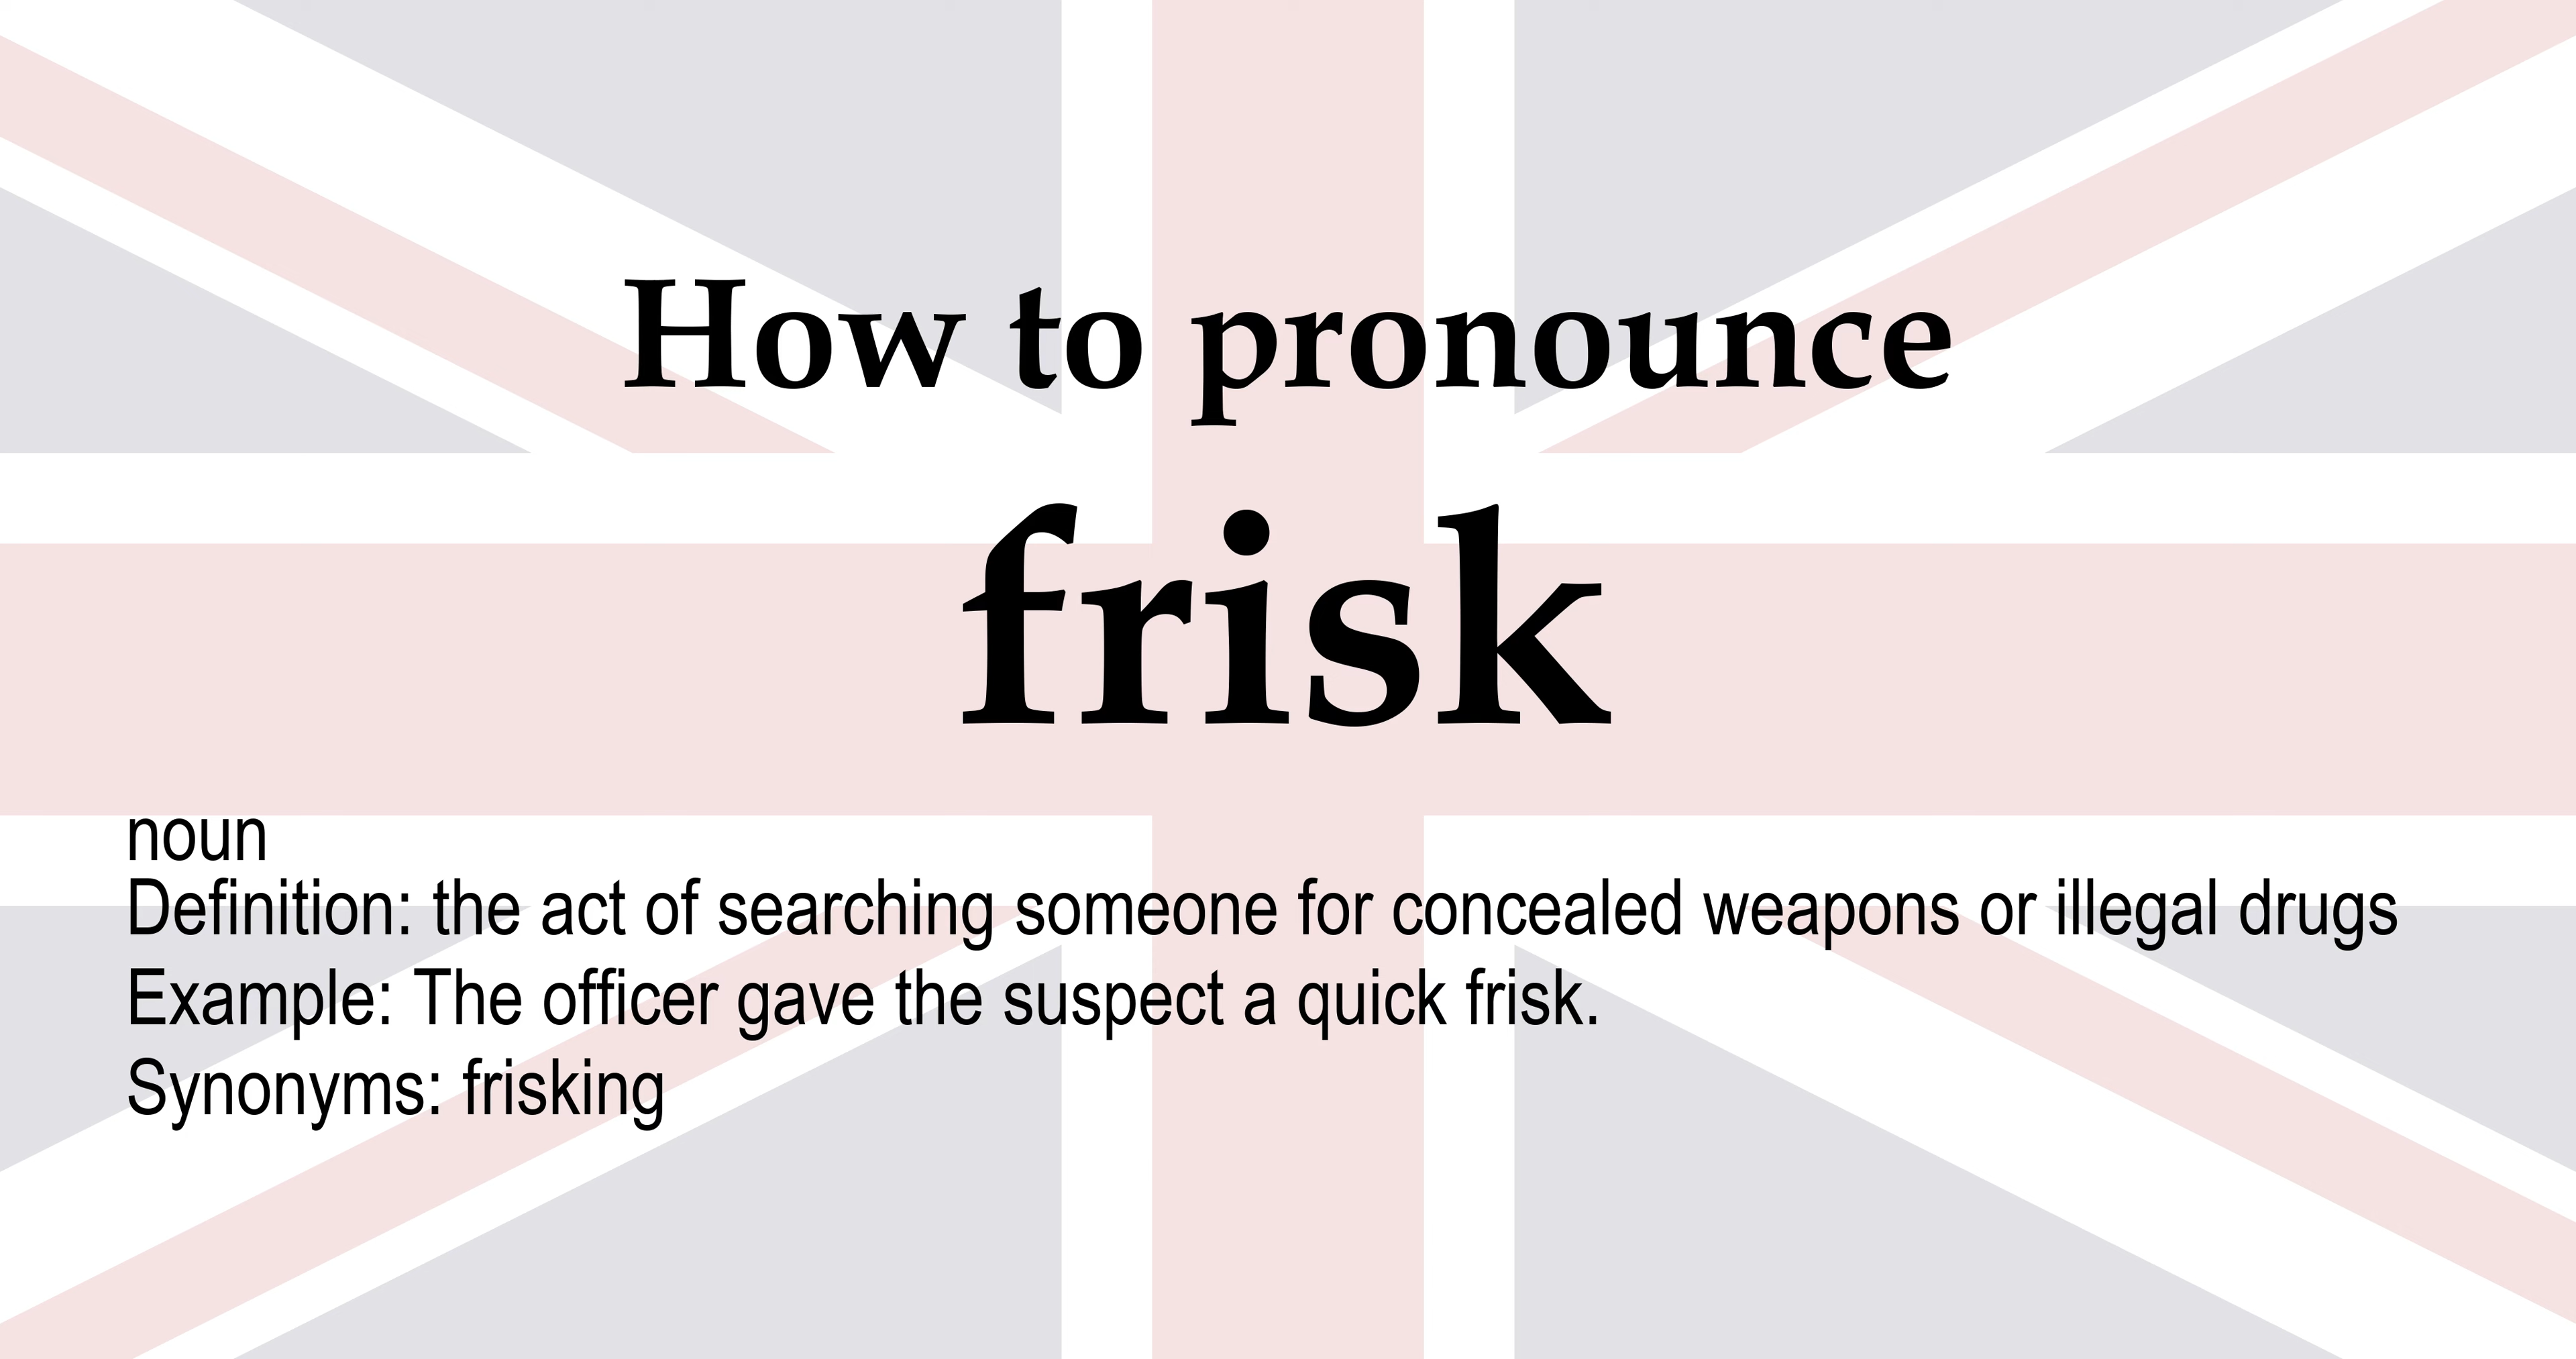 How to pronounce
frisk
noun
Definition: the act of searching someone for concealed weapons or illegal drugs
Example: The officer gave the suspect a quick frisk.
Synonyms: frisking